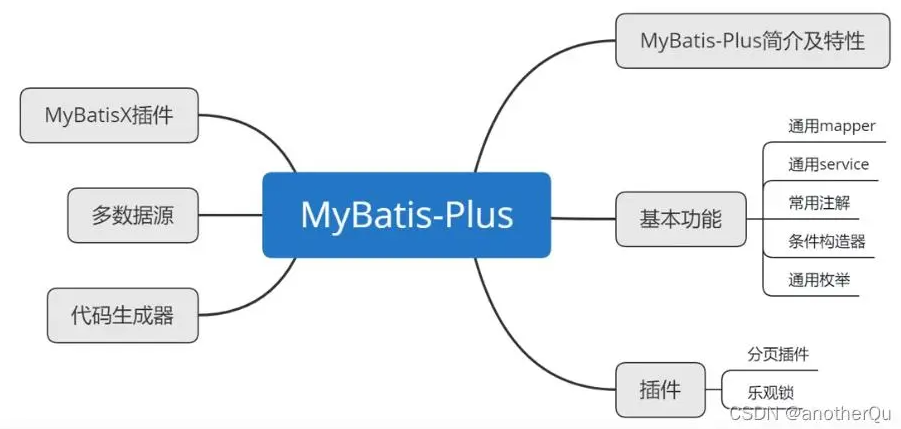 MyBatis-Plus
MyBatis-Plus简介及特性
基本功能
通用mapper
通用service
常用注解
条件构造器
通用枚举
插件
分页插件
乐观锁
MyBatisX插件
多数据源
代码生成器
CSDN @anotherQu